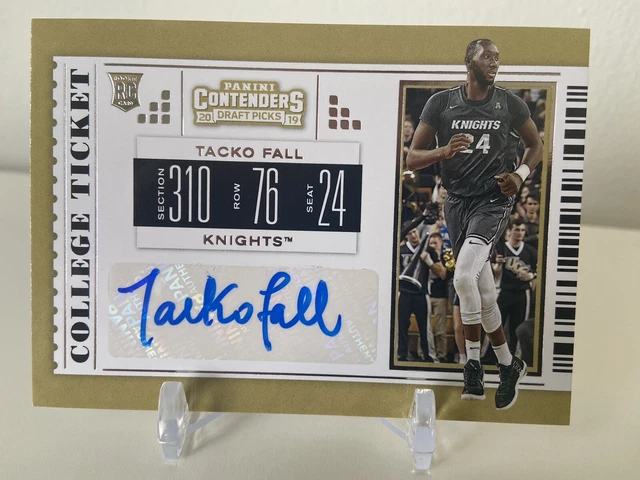 COLLEGE TICKET
RC
PANINI
CONTENDERS
20 DRAFT PICKS 19
TACKO FALL
SECTION 310 ROW 76 SEAT 24
KNIGHTS™
Tacko Fall
KNIGHTS
24